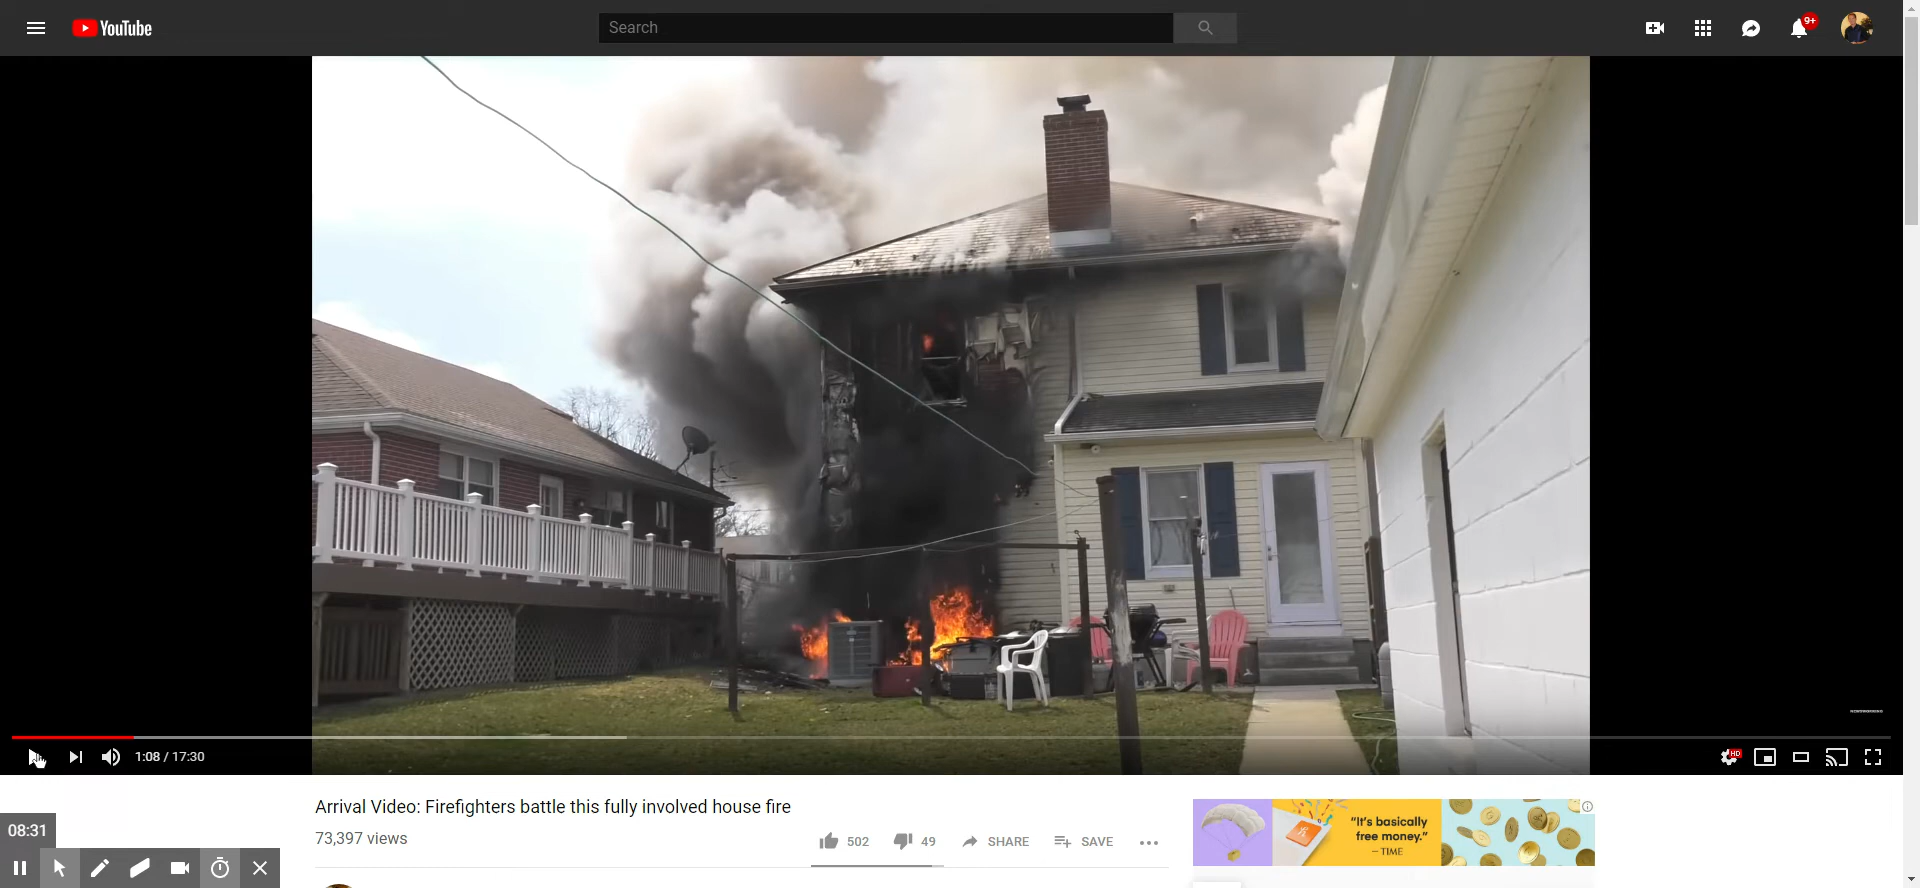 YouTube
Search
9+
1:08 / 17:30
HD
Arrival Video: Firefighters battle this fully involved house fire
73,397 views
502
49
SHARE
SAVE
"It's basically
free money."
— TIME
08:31